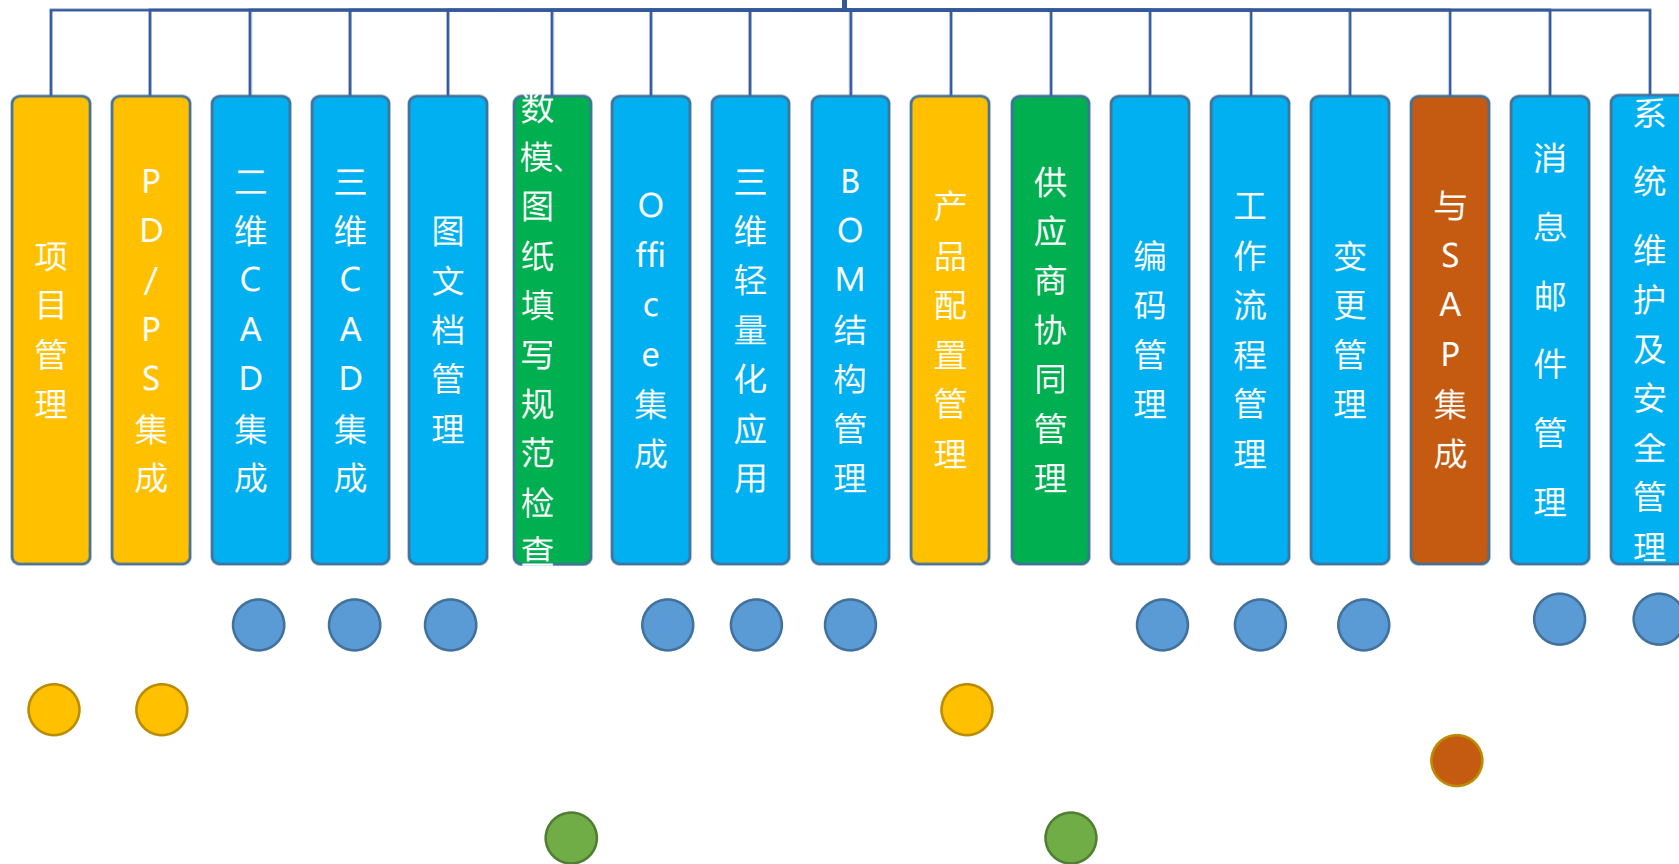 项目管理
PD/PS集成
二维CAD集成
三维CAD集成
图文档管理
数模、图纸填写规范检查
Office集成
三维轻量化应用
BOM结构管理
产品配置管理
供应商协同管理
编码管理
工作流程管理
变更管理
与SAP集成
消息邮件管理
系统维护及安全管理